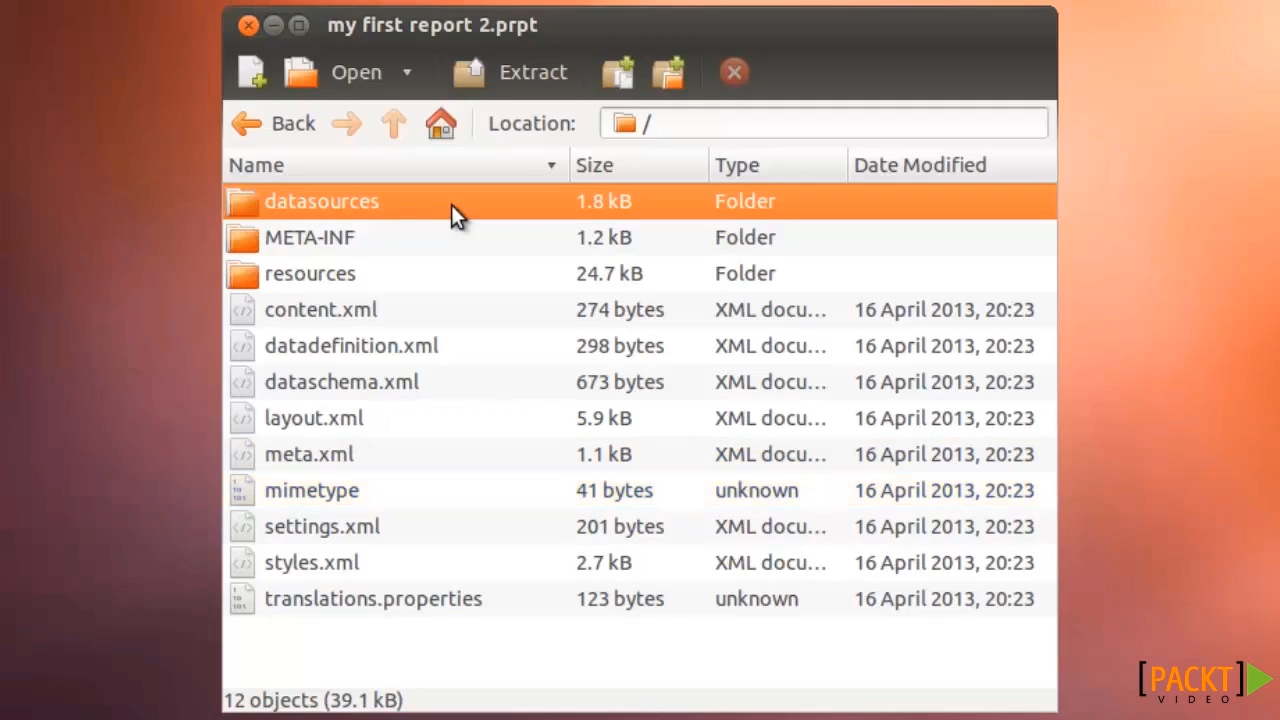 my first report 2.prpt
Open Extract
Back Location: /
Name Size Type Date Modified
datasources 1.8 kB Folder
META-INF 1.2 kB Folder
resources 24.7 kB Folder
content.xml 274 bytes XML docu... 16 April 2013, 20:23
datadefinition.xml 298 bytes XML docu... 16 April 2013, 20:23
dataschema.xml 673 bytes XML docu... 16 April 2013, 20:23
layout.xml 5.9 kB XML docu... 16 April 2013, 20:23
meta.xml 1.1 kB XML docu... 16 April 2013, 20:23
mimetype 41 bytes unknown 16 April 2013, 20:23
settings.xml 201 bytes XML docu... 16 April 2013, 20:23
styles.xml 2.7 kB XML docu... 16 April 2013, 20:23
translations.properties 123 bytes unknown 16 April 2013, 20:23
12 objects (39.1 kB)
[PACKT]
VIDEO